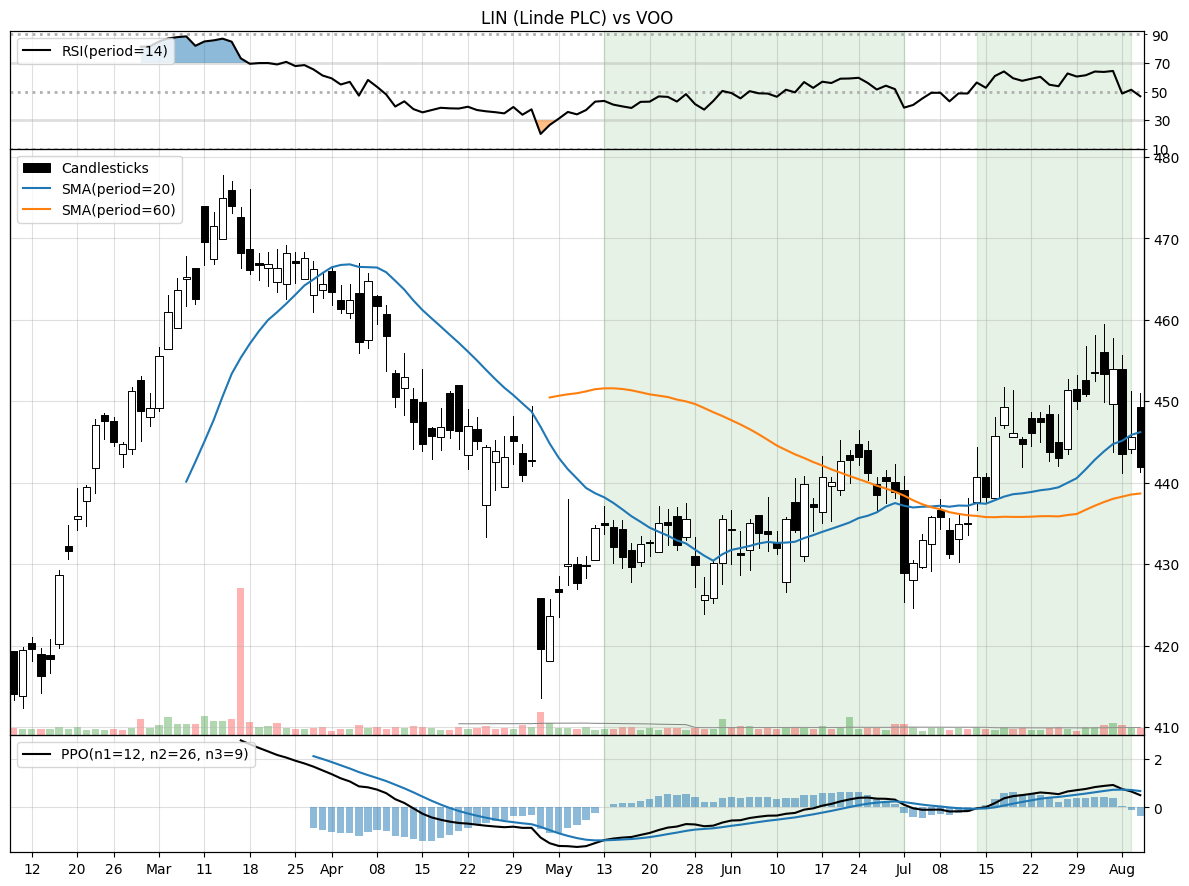 LIN (Linde PLC) vs VOO
RSI(period=14)
90
70
50
30
10
Candlesticks
SMA(period=20)
SMA(period=60)
480
470
460
450
440
430
420
410
PPO(n1=12, n2=26, n3=9)
2
0
12 20 26 Mar 11 18 25 Apr 08 15 22 29 May 13 20 28 Jun 10 17 24 Jul 08 15 22 29 Aug